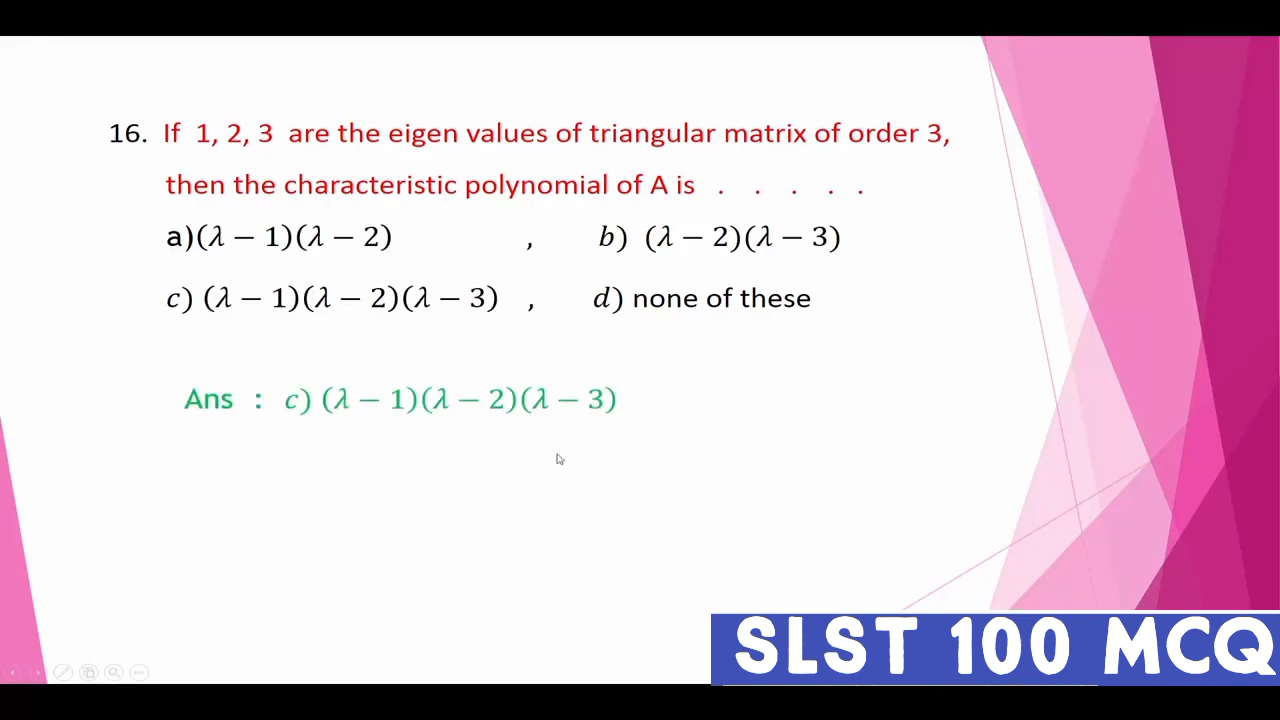 16. If 1, 2, 3 are the eigen values of triangular matrix of order 3,
then the characteristic polynomial of A is . . . . .
a)(λ − 1)(λ − 2) , b) (λ − 2)(λ − 3)
c) (λ − 1)(λ − 2)(λ − 3) , d) none of these
Ans : c) (λ − 1)(λ − 2)(λ − 3)
SLST 100 MCQ